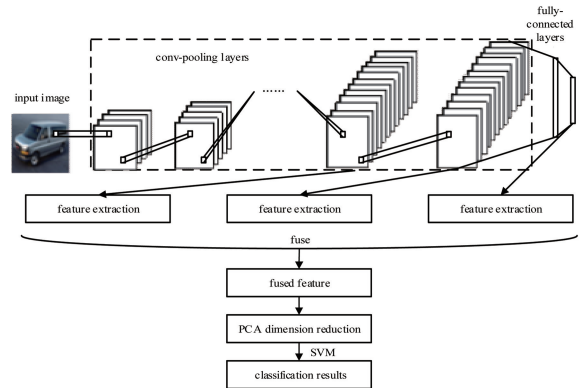 fully-
connected
layers
conv-pooling layers
......
input image
feature extraction
feature extraction
feature extraction
fuse
fused feature
PCA dimension reduction
SVM
classification results